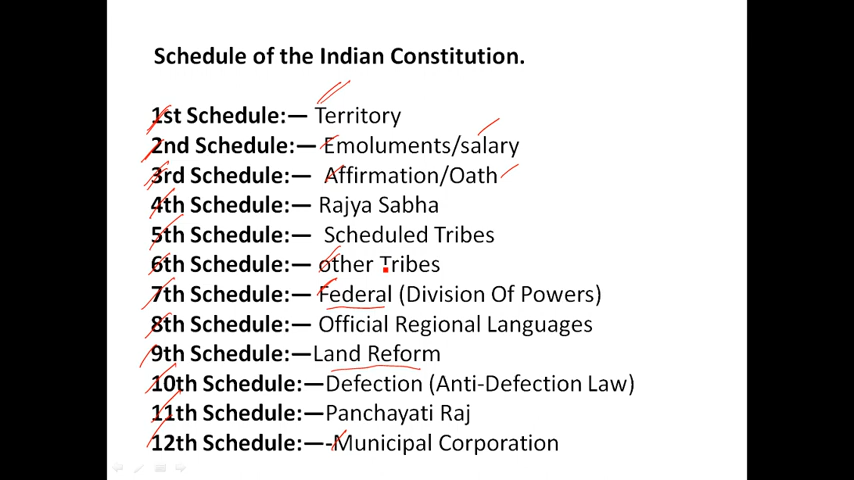 Schedule of the Indian Constitution.
1st Schedule:— Territory
2nd Schedule:— Emoluments/salary
3rd Schedule:— Affirmation/Oath
4th Schedule:— Rajya Sabha
5th Schedule:— Scheduled Tribes
6th Schedule:— other Tribes
7th Schedule:— Federal (Division Of Powers)
8th Schedule:— Official Regional Languages
9th Schedule:—Land Reform
10th Schedule:—Defection (Anti-Defection Law)
11th Schedule:—Panchayati Raj
12th Schedule:—-Municipal Corporation